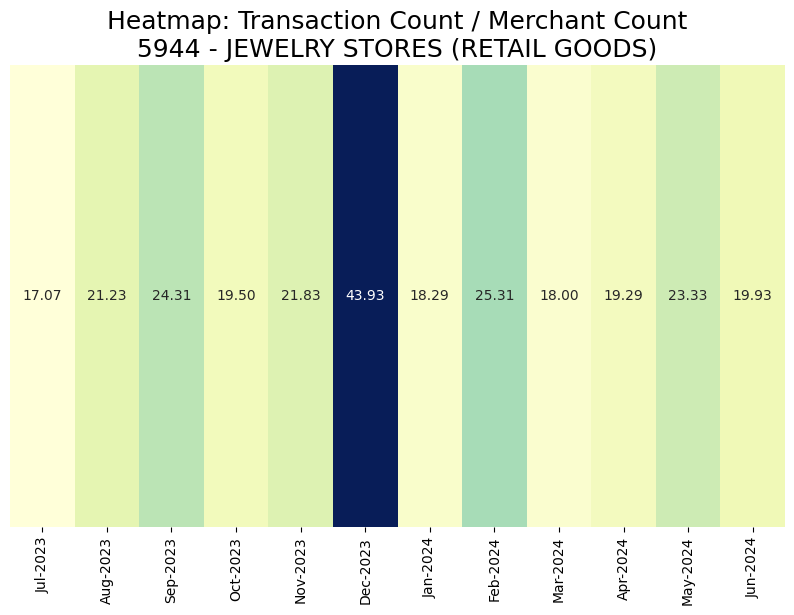 Heatmap: Transaction Count / Merchant Count
5944 - JEWELRY STORES (RETAIL GOODS)
17.07 21.23 24.31 19.50 21.83 43.93 18.29 25.31 18.00 19.29 23.33 19.93
Jul-2023 Aug-2023 Sep-2023 Oct-2023 Nov-2023 Dec-2023 Jan-2024 Feb-2024 Mar-2024 Apr-2024 May-2024 Jun-2024